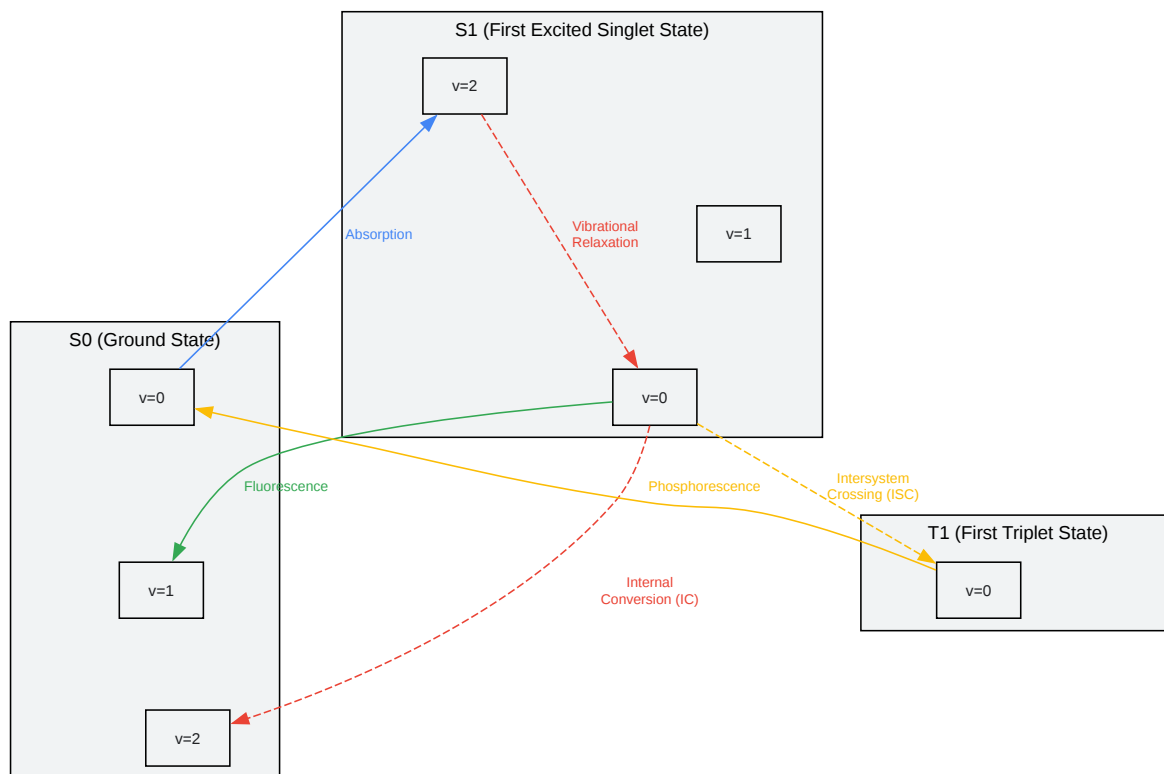 S1 (First Excited Singlet State)
v=2
Absorption
Vibrational
Relaxation
v=1
S0 (Ground State)
v=0
v=0
Fluorescence
Phosphorescence
Intersystem
Crossing (ISC)
T1 (First Triplet State)
v=1
Internal
Conversion (IC)
v=0
v=2